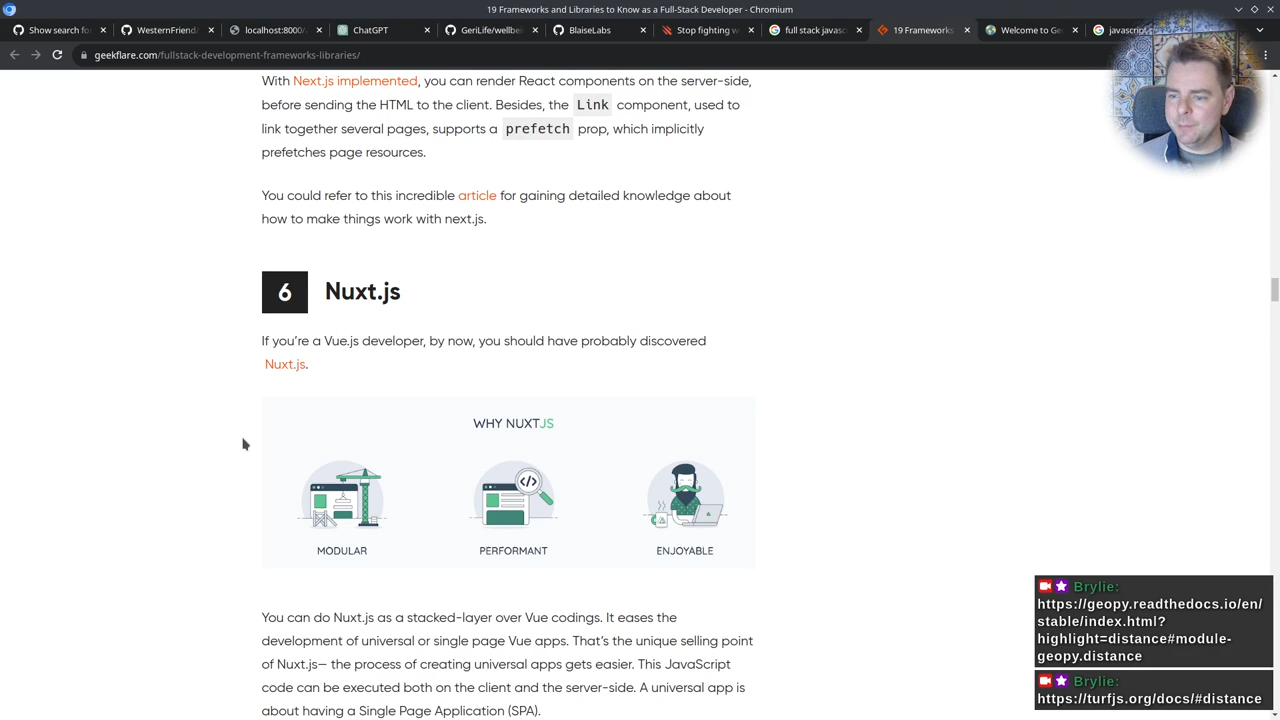 19 Frameworks and Libraries to Know as a Full-Stack Developer - Chromium
Show search fo
WesternFriend/
localhost:8000/
ChatGPT
GeriLife/wellbei
BlaiseLabs
Stop fighting w
full stack javasc
19 Frameworks
Welcome to Ge
javascrip
geekflare.com/fullstack-development-frameworks-libraries/
With Next.js implemented, you can render React components on the server-side,
before sending the HTML to the client. Besides, the Link component, used to
link together several pages, supports a prefetch prop, which implicitly
prefetches page resources.
You could refer to this incredible article for gaining detailed knowledge about
how to make things work with next.js.
6 Nuxt.js
If you’re a Vue.js developer, by now, you should have probably discovered
Nuxt.js.
WHY NUXTJS
MODULAR
PERFORMANT
ENJOYABLE
You can do Nuxt.js as a stacked-layer over Vue codings. It eases the
development of universal or single page Vue apps. That’s the unique selling point
of Nuxt.js— the process of creating universal apps gets easier. This JavaScript
code can be executed both on the client and the server-side. A universal app is
about having a Single Page Application (SPA).
Brylie:
https://geopy.readthedocs.io/en/
stable/index.html?
highlight=distance#module-
geopy.distance
Brylie:
https://turfjs.org/docs/#distance